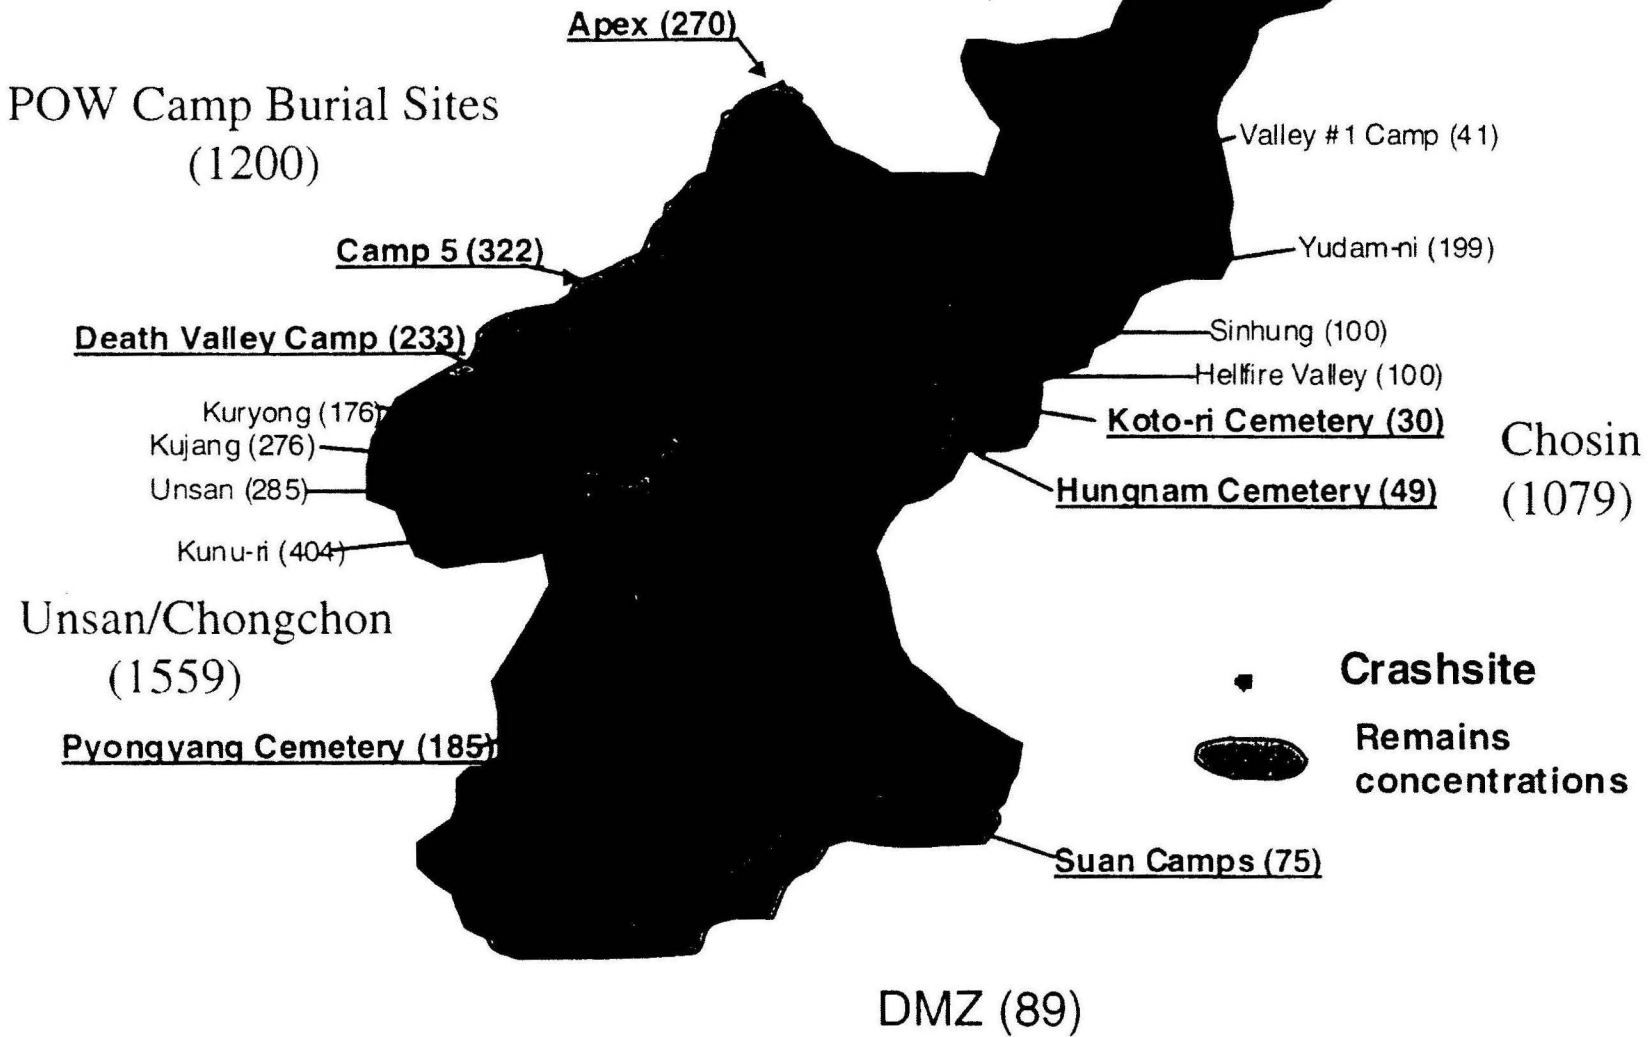 Apex (270)
POW Camp Burial Sites
(1200)
Valley #1 Camp (41)
Camp 5 (322)
Yudam-ni (199)
Death Valley Camp (233)
Sinhung (100)
Hellfire Valley (100)
Kuryong (176)
Koto-ri Cemetery (30)
Kujang (276)
Chosin
(1079)
Unsan (285)
Hungnam Cemetery (49)
Kunu-ri (404)
Unsan/Chongchon
(1559)
Crashsite
Pyongyang Cemetery (185)
Remains
concentrations
Suan Camps (75)
DMZ (89)